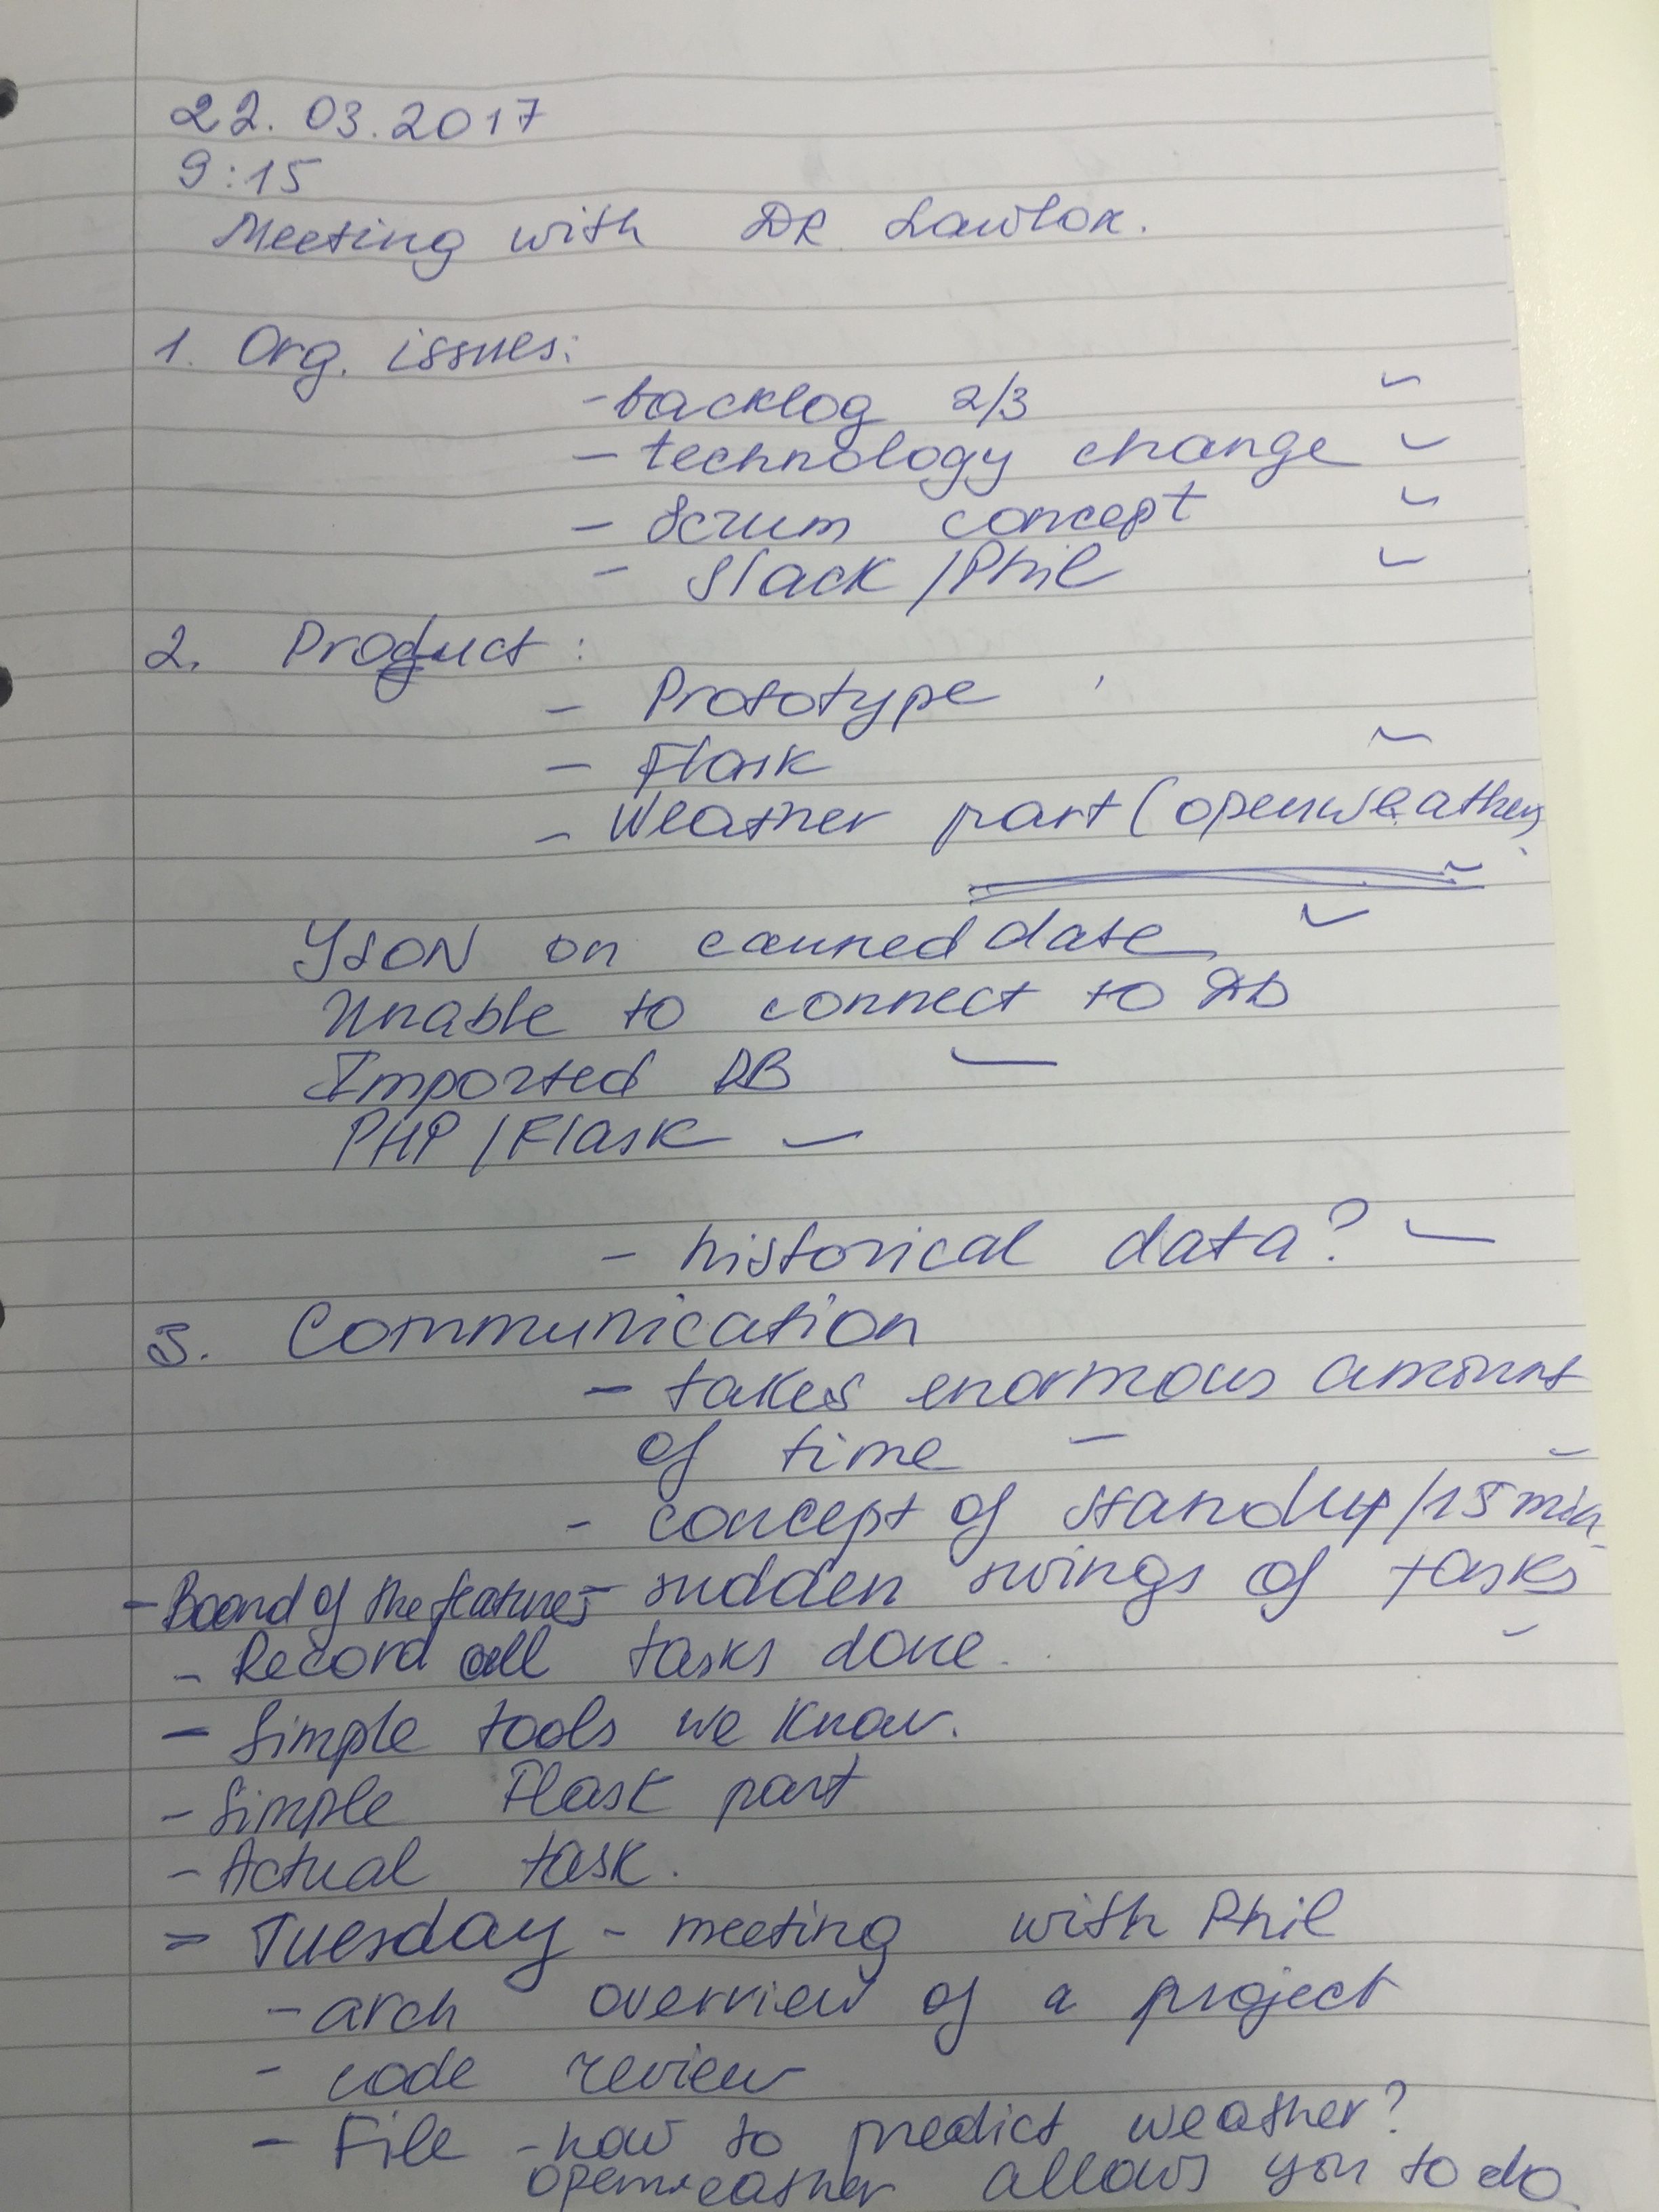 22.03.2017
9:15
Meeting with DR. Lawlor.
1. Org. issues:
- backlog 2/3
- technology change
- Scrum concept
- Slack / Phil
2. Product:
- Prototype
- Flask
- Weather part (openweather)
JSON on canned date
Unable to connect to Db
Imported DB
PHP / Flask
- historical data?
3. Communication
- takes enormous amount
of time
- concept of standup/15 min
- Board of the features - sudden swings of tasks
- Record all tasks done.
- Simple tools we know.
- Simple Flask part
- Actual task.
- Tuesday - meeting with Phil
- arch overview of a project
- code review
- File - how to predict weather?
openweather allows you to do